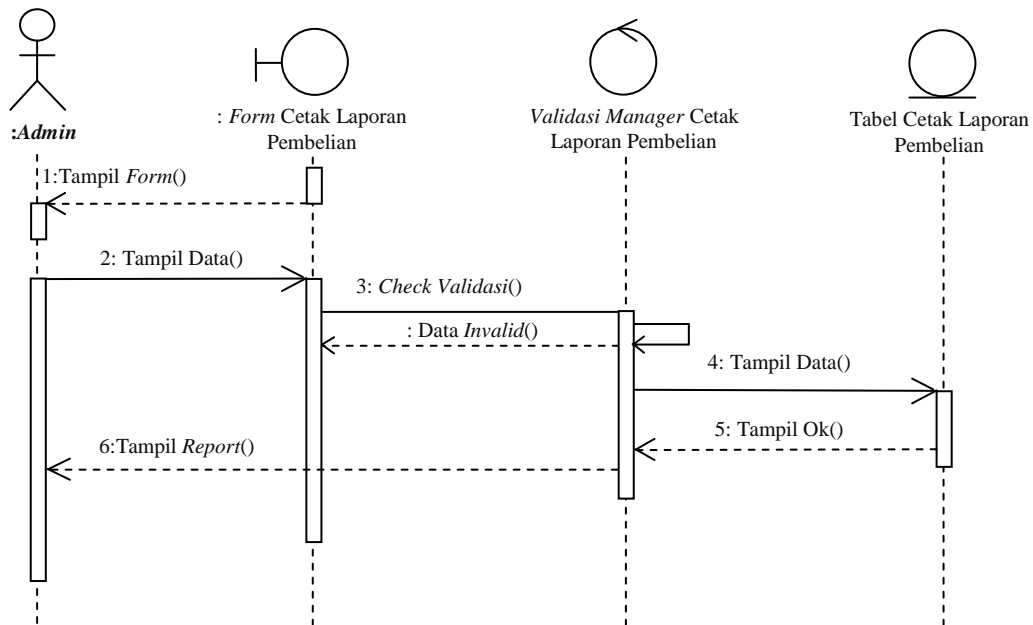 :Admin
: Form Cetak Laporan
Pembelian
Validasi Manager Cetak
Laporan Pembelian
Tabel Cetak Laporan
Pembelian
1:Tampil Form()
2: Tampil Data()
3: Check Validasi()
: Data Invalid()
4: Tampil Data()
5: Tampil Ok()
6:Tampil Report()